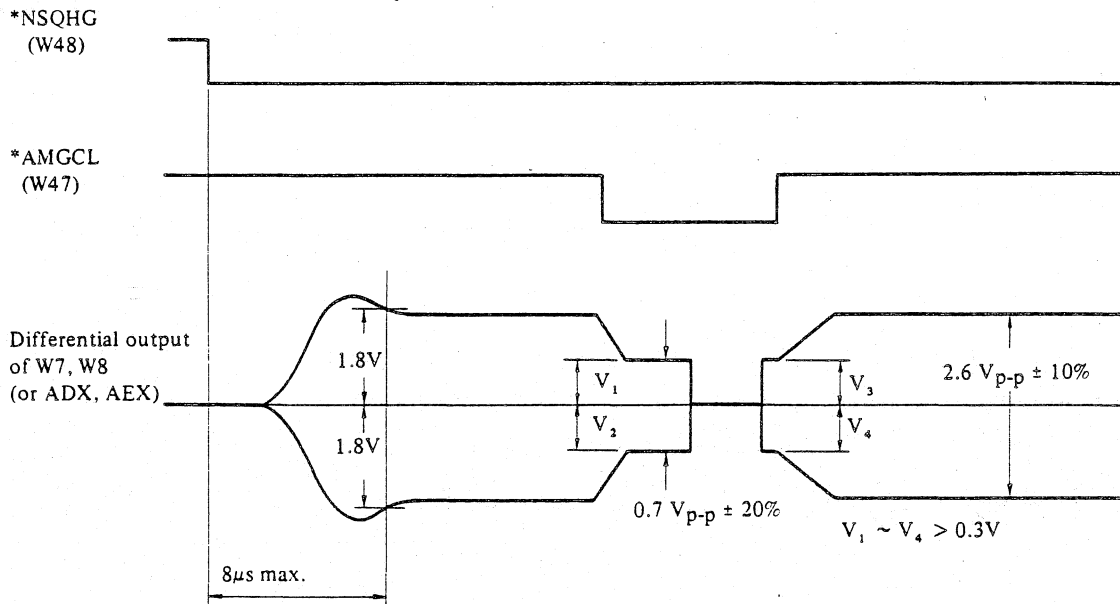 *NSQHG
(W48)
*AMGCL
(W47)
Differential output
of W7, W8
(or ADX, AEX)
1.8V
1.8V
V₁
V₂
0.7 Vp-p ± 20%
V₃
V₄
2.6 Vp-p ± 10%
V₁ ~ V₄ > 0.3V
8μs max.